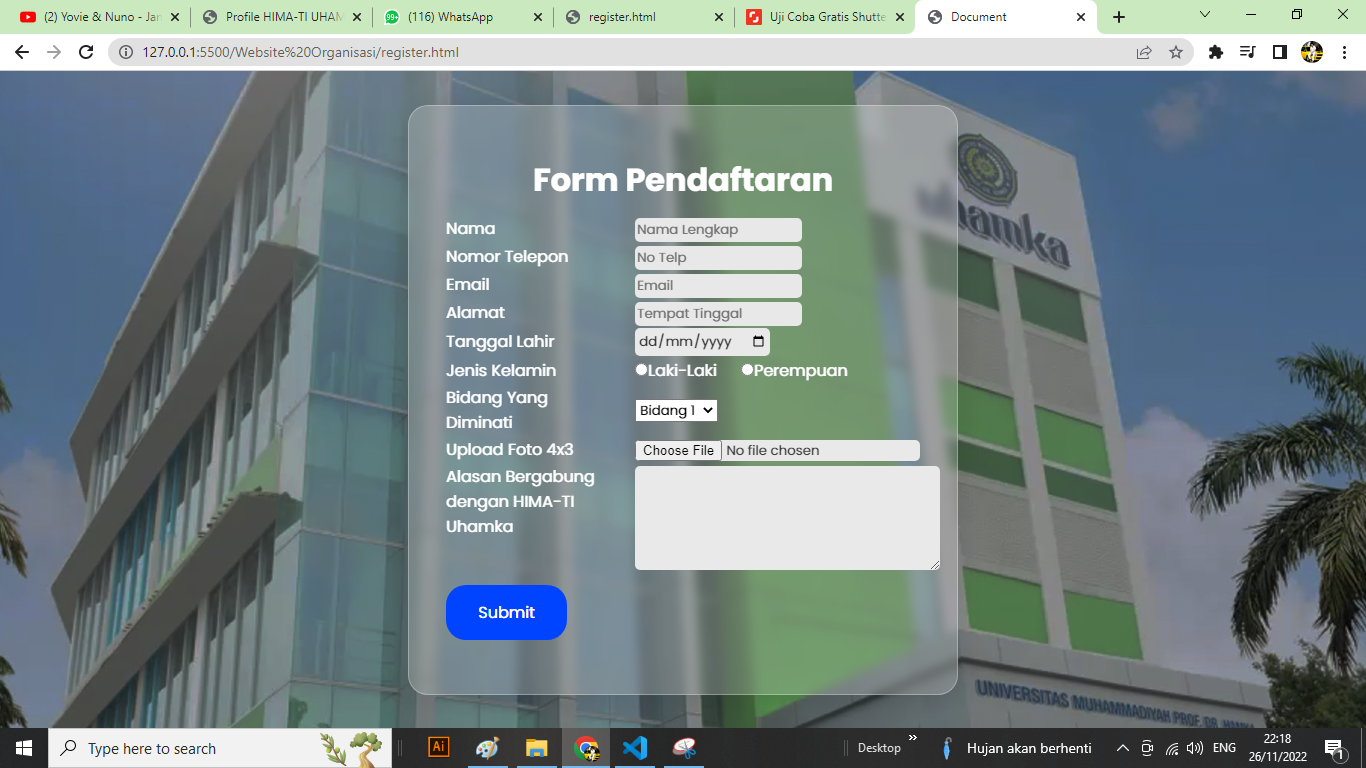 (2) Yovie & Nuno - Jan
Profile HIMA-TI UHAM
99+
(116) WhatsApp
register.html
Uji Coba Gratis Shutte
Document
127.0.0.1:5500/Website%20Organisasi/register.html
uhamka
Form Pendaftaran
Nama
Nama Lengkap
Nomor Telepon
No Telp
Email
Email
Alamat
Tempat Tinggal
Tanggal Lahir
dd/mm/yyyy
Jenis Kelamin
Laki-Laki
Perempuan
Bidang Yang
Diminati
Bidang 1
Upload Foto 4x3
Choose File
No file chosen
Alasan Bergabung
dengan HIMA-TI
Uhamka
Submit
UNIVERSITAS MUHAMMADIYAH PROF. DR. HAMKA
Type here to search
Ai
Desktop
Hujan akan berhenti
ENG
22:18
26/11/2022
1